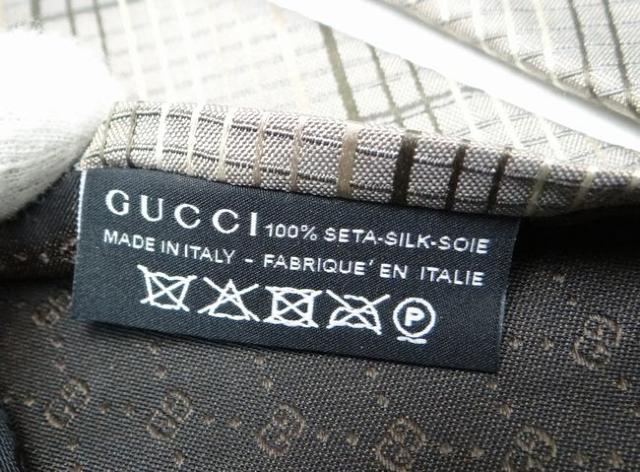 GUCCI 100% SETA-SILK-SOIE
MADE IN ITALY - FABRIQUE' EN ITALIE
P